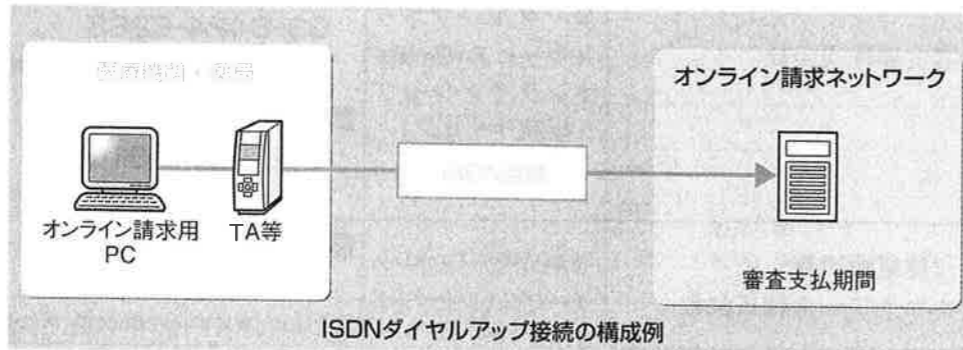 オンライン請求ネットワーク
オンライン請求用
PC
TA等
審査支払期間
ISDNダイヤルアップ接続の構成例